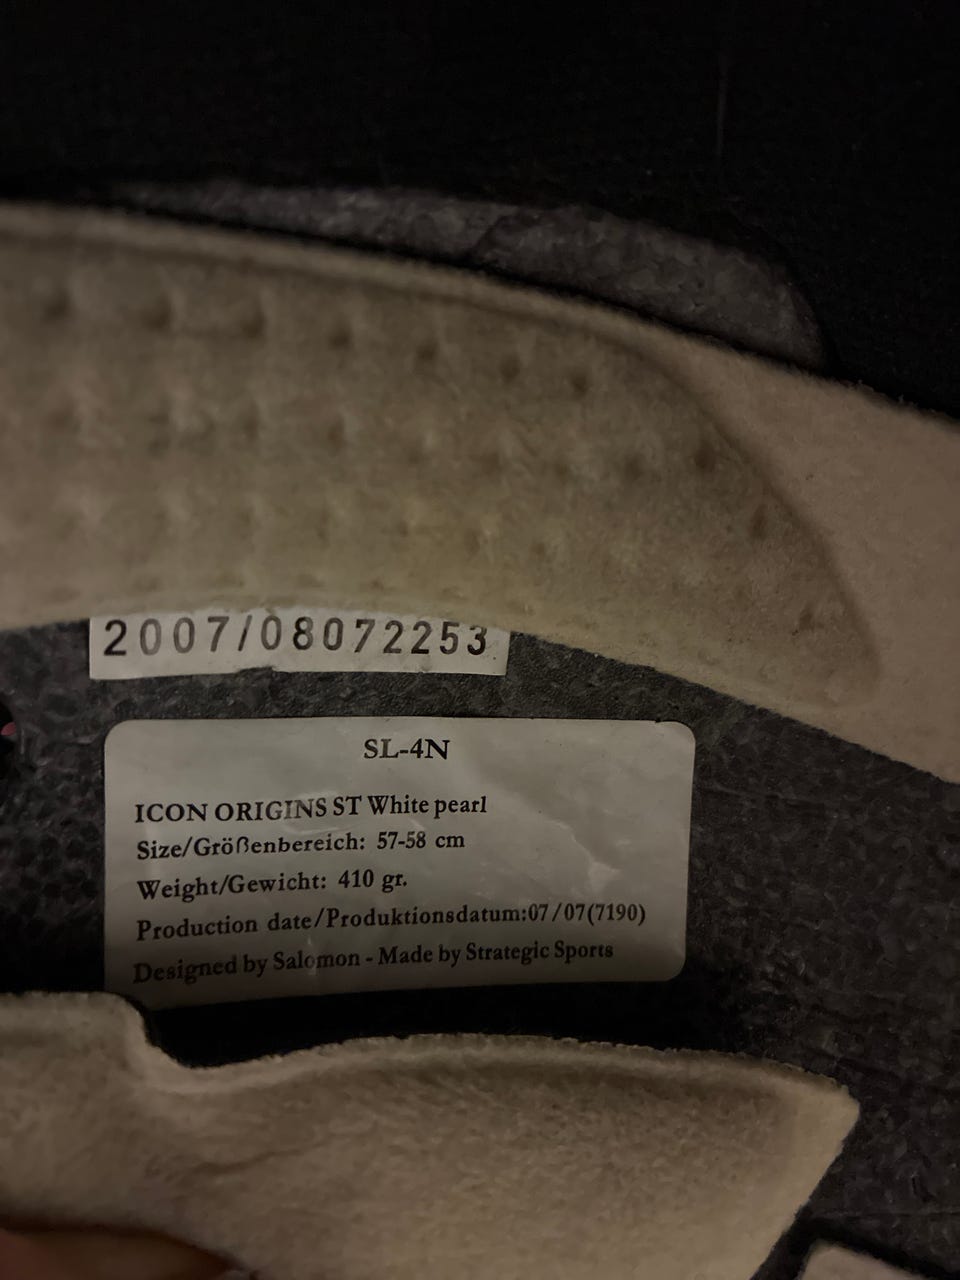 2007/08072253
SL-4N
ICON ORIGINS ST White pearl
Size/Größenbereich: 57-58 cm
Weight/Gewicht: 410 gr.
Production date/Produktionsdatum:07/07(7190)
Designed by Salomon - Made by Strategic Sports